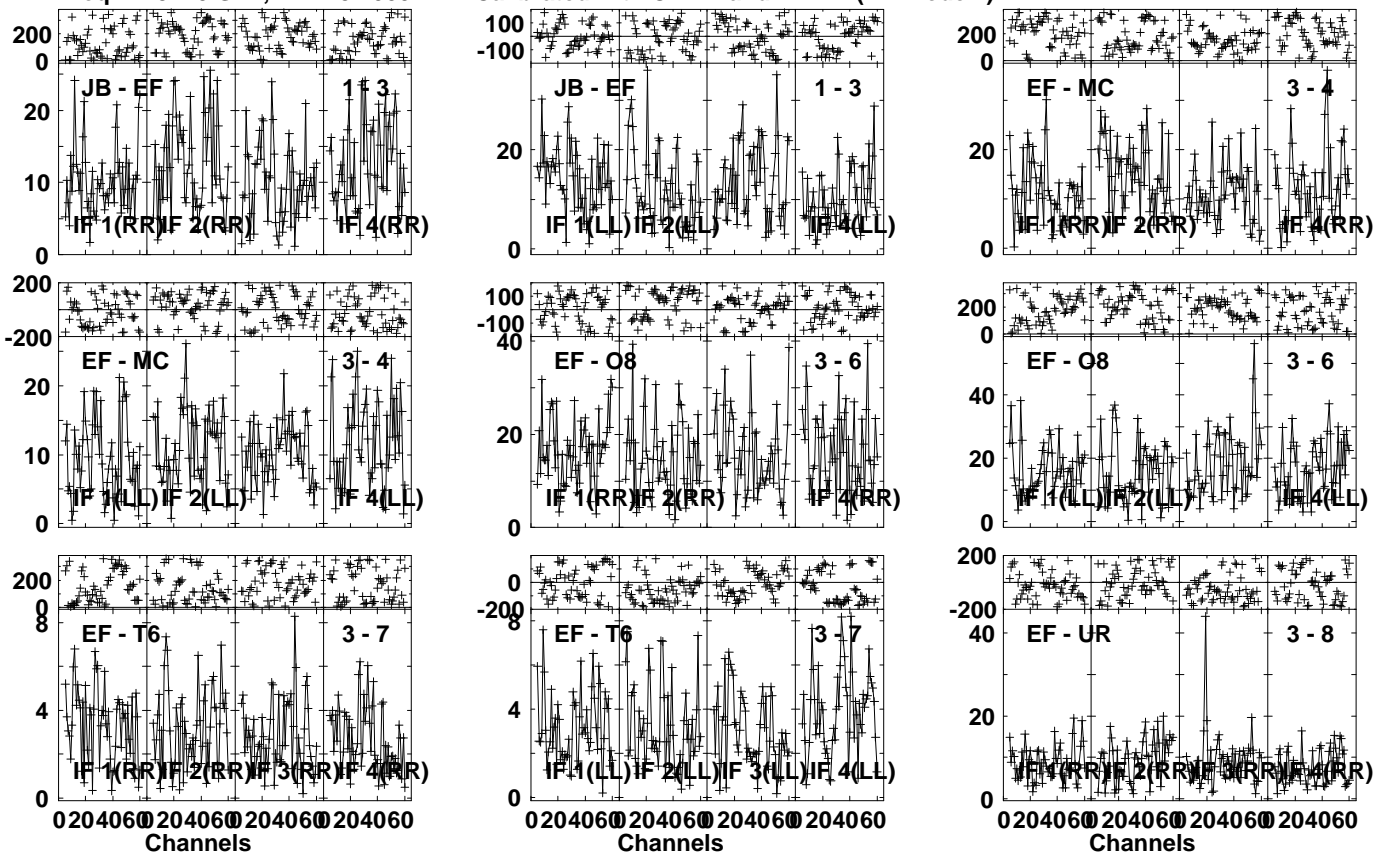 200
0
JB - EF 1 - 3
20
10
0
IF 1(RR) IF 2(RR) IF 4(RR)
100
-100
JB - EF 1 - 3
20
0
IF 1(LL) IF 2(LL) IF 4(LL)
200
0
EF - MC 3 - 4
20
0
IF 1(RR) IF 2(RR) IF 4(RR)
200
-200
EF - MC 3 - 4
20
10
0
IF 1(LL) IF 2(LL) IF 4(LL)
100
-100
40
EF - O8 3 - 6
20
0
IF 1(RR) IF 2(RR) IF 4(RR)
200
0
EF - O8 3 - 6
40
20
0
IF 1(LL) IF 2(LL) IF 4(LL)
200
0
8
EF - T6 3 - 7
4
0
IF 1(RR) IF 2(RR) IF 3(RR) IF 4(RR)
0 20 40 60 0 20 40 60 0 20 40 60 0 20 40 60
Channels
0
-200
8
EF - T6 3 - 7
4
0
IF 1(LL) IF 2(LL) IF 3(LL) IF 4(LL)
0 20 40 60 0 20 40 60 0 20 40 60 0 20 40 60
Channels
200
-200
EF - UR 3 - 8
40
20
0
IF 1(RR) IF 2(RR) IF 3(RR) IF 4(RR)
0 20 40 60 0 20 40 60 0 20 40 60 0 20 40 60
Channels